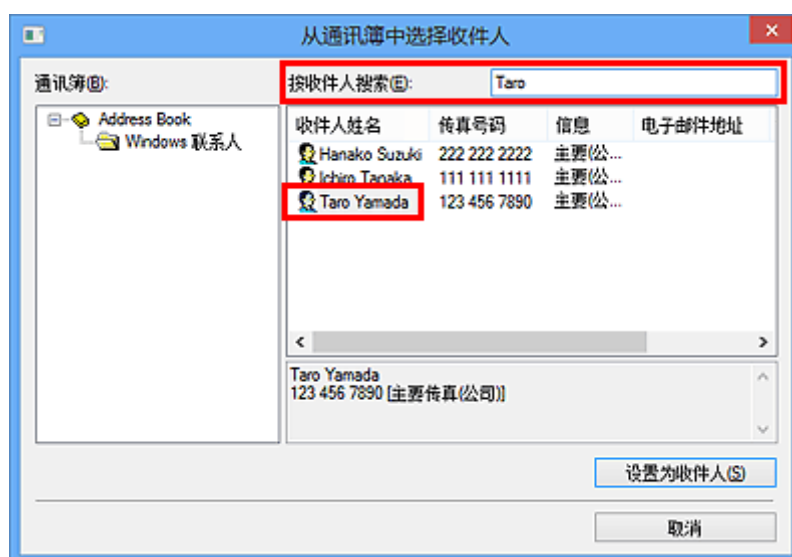 从通讯簿中选择收件人
通讯簿(B):
按收件人搜索(E): Taro
Address Book
Windows 联系人
收件人姓名 传真号码 信息 电子邮件地址
Hanako Suzuki 222 222 2222 主要(公...
Ichiro Tanaka 111 111 1111 主要(公...
Taro Yamada 123 456 7890 主要(公...
Taro Yamada
123 456 7890 [主要传真(公司)]
设置为收件人(S)
取消